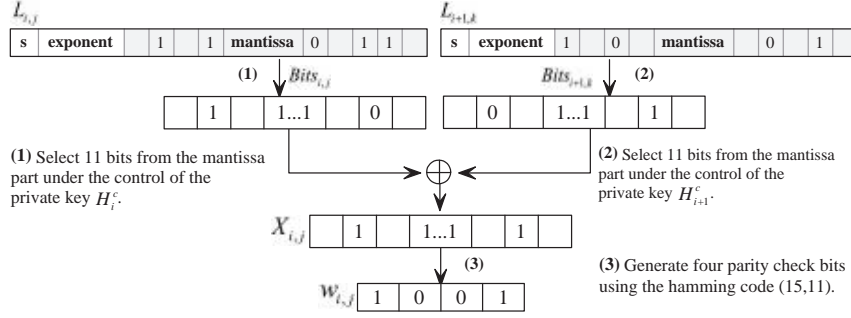 L_{i,j} L_{i+1,k}
s exponent 1 1 mantissa 0 1 1 s exponent 1 0 mantissa 0 1
(1) Bits_{i,j} Bits_{i+1,k} (2)
1 1...1 0 0 1...1 1
(1) Select 11 bits from the mantissa
part under the control of the
private key H_i^c.
(2) Select 11 bits from the mantissa
part under the control of the
private key H_{i+1}^c.
X_{i,j} 1 1...1 1
(3)
w_{i,j} 1 0 0 1
(3) Generate four parity check bits
using the hamming code (15,11).